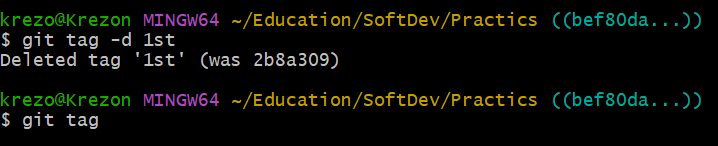 krezo@Krezon MINGW64 ~/Education/SoftDev/Practics ((bef80da...))
$ git tag -d 1st
Deleted tag '1st' (was 2b8a309)
krezo@Krezon MINGW64 ~/Education/SoftDev/Practics ((bef80da...))
$ git tag